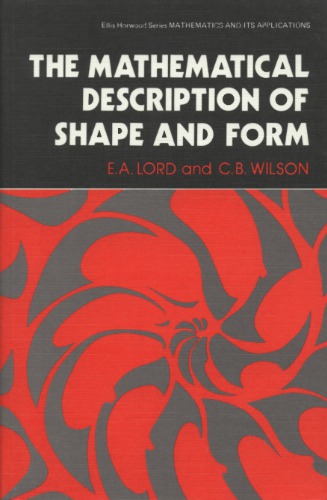 Ellis Horwood Series MATHEMATICS AND ITS APPLICATIONS
THE MATHEMATICAL
DESCRIPTION OF
SHAPE AND FORM
E.A. LORD and C.B. WILSON